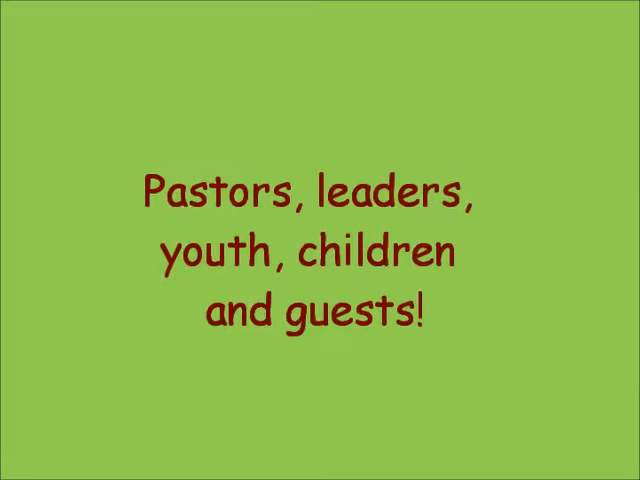 Pastors, leaders,
youth, children
and guests!